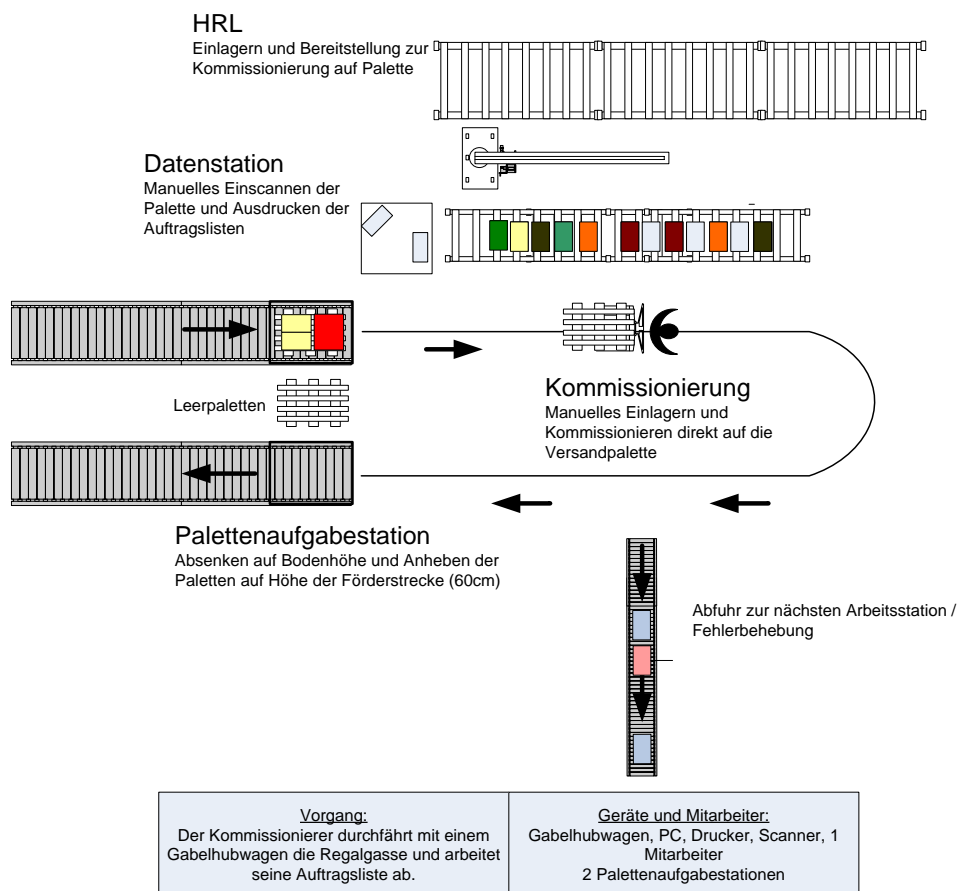 HRL
Einlagern und Bereitstellung zur
Kommissionierung auf Palette
Datenstation
Manuelles Einscannen der
Palette und Ausdrucken der
Auftragslisten
Leerpaletten
Kommissionierung
Manuelles Einlagern und
Kommissionieren direkt auf die
Versandpalette
Palettenaufgabestation
Absenken auf Bodenhöhe und Anheben der
Paletten auf Höhe der Förderstrecke (60cm)
Abfuhr zur nächsten Arbeitsstation /
Fehlerbehebung
Vorgang:
Der Kommissionierer durchfährt mit einem
Gabelhubwagen die Regalgasse und arbeitet
seine Auftragsliste ab.
Geräte und Mitarbeiter:
Gabelhubwagen, PC, Drucker, Scanner, 1
Mitarbeiter
2 Palettenaufgabestationen